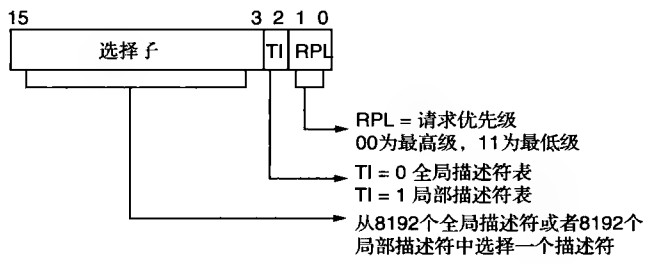 15 3 2 1 0
选择子 TI RPL
RPL = 请求优先级
00为最高级，11为最低级
TI = 0 全局描述符表
TI = 1 局部描述符表
从8192个全局描述符或者8192个
局部描述符中选择一个描述符